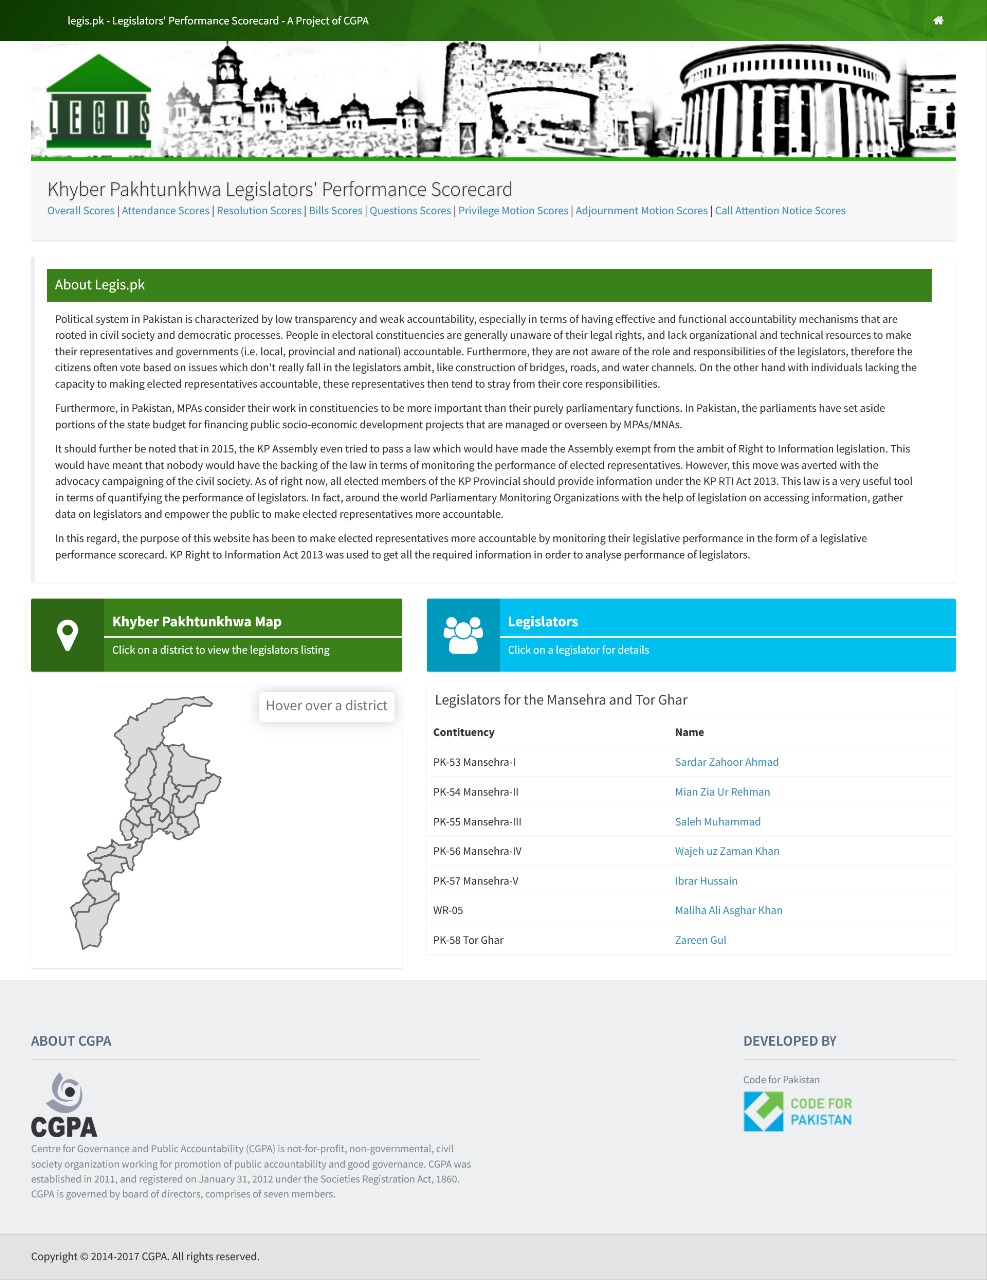 legis.pk - Legislators' Performance Scorecard - A Project of CGPA
LEGIS
Khyber Pakhtunkhwa Legislators' Performance Scorecard
Overall Scores | Attendance Scores | Resolution Scores | Bills Scores | Questions Scores | Privilege Motion Scores | Adjournment Motion Scores | Call Attention Notice Scores
About Legis.pk
Political system in Pakistan is characterized by low transparency and weak accountability, especially in terms of having effective and functional accountability mechanisms that are
rooted in civil society and democratic processes. People in electoral constituencies are generally unaware of their legal rights, and lack organizational and technical resources to make
their representatives and governments (i.e. local, provincial and national) accountable. Furthermore, they are not aware of the role and responsibilities of the legislators, therefore the
citizens often vote based on issues which don't really fall in the legislators ambit, like construction of bridges, roads, and water channels. On the other hand with individuals lacking the
capacity to making elected representatives accountable, these representatives then tend to stray from their core responsibilities.
Furthermore, in Pakistan, MPAs consider their work in constituencies to be more important than their purely parliamentary functions. In Pakistan, the parliaments have set aside
portions of the state budget for financing public socio-economic development projects that are managed or overseen by MPAs/MNAs.
It should further be noted that in 2015, the KP Assembly even tried to pass a law which would have made the Assembly exempt from the ambit of Right to Information legislation. This
would have meant that nobody would have the backing of the law in terms of monitoring the performance of elected representatives. However, this move was averted with the
advocacy campaigning of the civil society. As of right now, all elected members of the KP Provincial should provide information under the KP RTI Act 2013. This law is a very useful tool
in terms of quantifying the performance of legislators. In fact, around the world Parliamentary Monitoring Organizations with the help of legislation on accessing information, gather
data on legislators and empower the public to make elected representatives more accountable.
In this regard, the purpose of this website has been to make elected representatives more accountable by monitoring their legislative performance in the form of a legislative
performance scorecard. KP Right to Information Act 2013 was used to get all the required information in order to analyse performance of legislators.
Khyber Pakhtunkhwa Map
Click on a district to view the legislators listing
Hover over a district
Legislators
Click on a legislator for details
Legislators for the Mansehra and Tor Ghar
Contituency Name
PK-53 Mansehra-I Sardar Zahoor Ahmad
PK-54 Mansehra-II Mian Zia Ur Rehman
PK-55 Mansehra-III Saleh Muhammad
PK-56 Mansehra-IV Wajeh uz Zaman Khan
PK-57 Mansehra-V Ibrar Hussain
WR-05 Maliha Ali Asghar Khan
PK-58 Tor Ghar Zareen Gul
ABOUT CGPA
CGPA
Centre for Governance and Public Accountability (CGPA) is not-for-profit, non-governmental, civil
society organization working for promotion of public accountability and good governance. CGPA was
established in 2011, and registered on January 31, 2012 under the Societies Registration Act, 1860.
CGPA is governed by board of directors, comprises of seven members.
DEVELOPED BY
Code for Pakistan
CODE FOR
PAKISTAN
Copyright © 2014-2017 CGPA. All rights reserved.